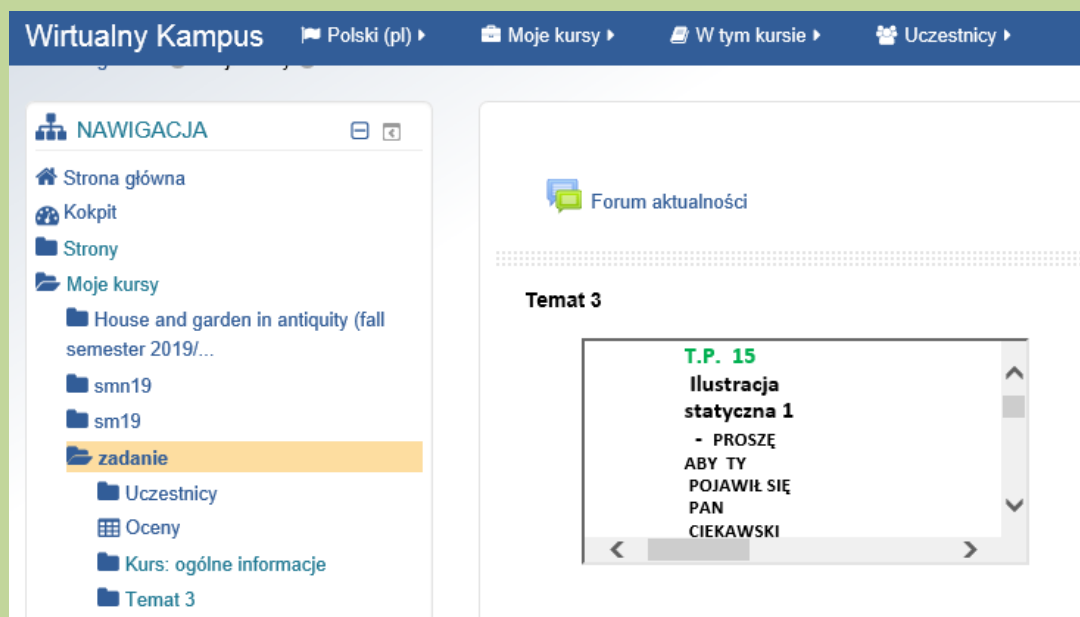 Wirtualny Kampus Polski (pl) Moje kursy W tym kursie Uczestnicy
NAWIGACJA
Strona główna
Kokpit
Strony
Moje kursy
House and garden in antiquity (fall
semester 2019/...
smn19
sm19
zadanie
Uczestnicy
Oceny
Kurs: ogólne informacje
Temat 3
Forum aktualności
Temat 3
T.P. 15
Ilustracja
statyczna 1
- PROSZĘ
ABY TY
POJAWIŁ SIĘ
PAN
CIEKAWSKI